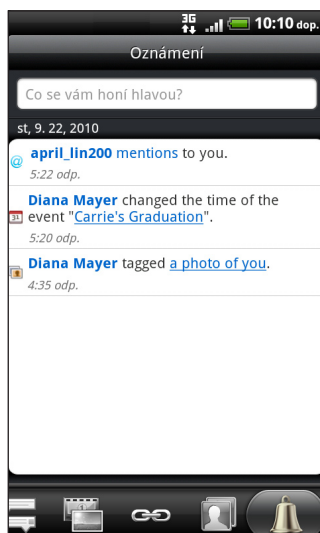 3G 10:10 dop.
Oznámení
Co se vám honí hlavou?
st, 9. 22, 2010
april_lin200 mentions to you.
5:22 odp.
Diana Mayer changed the time of the
31 event "Carrie's Graduation".
5:20 odp.
Diana Mayer tagged a photo of you.
4:35 odp.